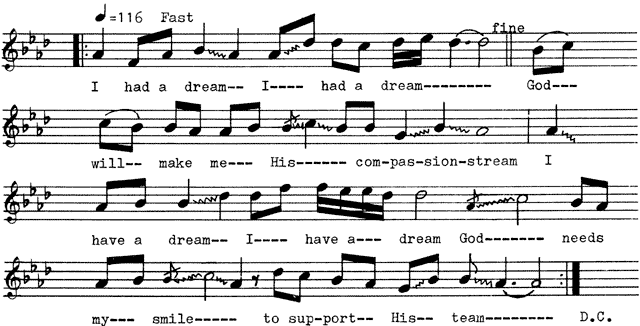 ♩=116 Fast
fine
I had a dream-- I---- had a dream--------- God----
will-- make me--- His------ com-pas-sion-stream I
have a dream-- I---- have a--- dream God------- needs
my--- smile----- to sup-port-- His-- team--------- D.C.